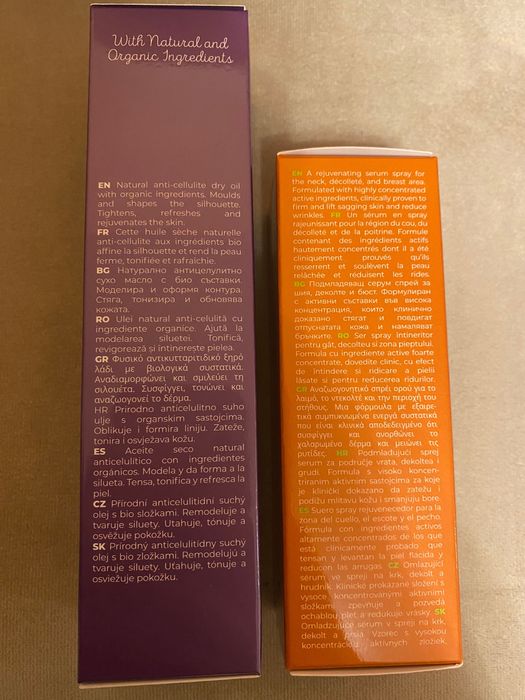 With Natural and
Organic Ingredients
EN Natural anti-cellulite dry oil
with organic ingredients. Moulds
and shapes the silhouette.
Tightens, refreshes and
rejuvenates the skin.
FR Cette huile sèche naturelle
anti-cellulite aux ingrédients bio
affine la silhouette et rend la peau
ferme, tonifiée et rafraichie.
BG Натурално антицелулитно
сухо масло с био съставки.
Моделира и оформя контура.
Стяга, тонизира и обновява
кожата.
RO Ulei natural anti-celulită cu
ingrediente organice. Ajută la
modelarea siluetei. Tonifică,
revigorează și întinerește pielea.
GR Φυσικό αντικυτταριτιδικό ξηρό
λάδι με βιολογικά συστατικά.
Αναδιαμορφώνει και σμιλεύει τη
σιλουέτα. Συσφίγγει, τονώνει και
αναζωογονεί το δέρμα.
HR Prirodno anticelulitno suho
ulje s organskim sastojcima.
Oblikuje i formira liniju. Zateže,
tonira i osvježava kožu.
ES Aceite seco natural
anticelulítico con ingredientes
orgánicos. Modela y da forma a la
silueta. Tensa, tonifica y refresca la
piel.
CZ Přírodní anticelulitidní suchý
olej s bio složkami. Remodeluje a
tvaruje siluety. Utahuje, tónuje a
osvěžuje pokožku.
SK Prírodný anticelulitídny suchý
olej s bio zložkami. Remodelujú a
tvaruje siluety. Uťahuje, tónuje a
osviežuje pokožku.
EN A rejuvenating serum spray for
the neck, décolleté, and breast area.
Formulated with highly concentrated
active ingredients, clinically proven to
firm and lift sagging skin and reduce
wrinkles. FR Un sérum en spray
rajeunissant pour la région du cou, du
décolleté et de la poitrine. Formule
contenant des ingrédients actifs
hautement concentrés dont il a été
cliniquement prouvés qu'ils
resserrent et soulèvent la peau
relâchée et réduisent les rides.
BG Подмладяващ серум спрей за
шия, деколте и бюст. Формулиран
с активни съставки във висока
концентрация, които клинично
доказано стягат и повдигат
отпуснатата кожа и намаляват
бръчките. RO Ser spray întineritor
pentru gât, decolteu si zona pieptului.
Formula cu ingrediente active foarte
concentrate, dovedite clinic, cu efect
de întindere si ridicare a pielii
lăsate si pentru reducerea ridurilor.
GR Αναζωογονητικό σπρέι ορού για το
λαιμό, το ντεκολτέ και την περιοχή του
στήθους. Μια φόρμουλα με εξαιρε-
τικά συμπυκνωμένα ενεργά συστατικά
που είναι κλινικά αποδεδειγμένο ότι
συσφίγγει και ανορθώνει το
χαλαρωμένο δέρμα και μειώνει τις
ρυτίδες. HR Podmlađujući sprej
serum za područje vrata, dekoltea i
grudi. Formula s visoko koncen-
triranim aktivnim sastojcima za koje
je klinički dokazano da zatežu i
podižu mlitavu kožu i smanjuju bore.
ES Suero spray rejuvenecedor para la
zona del cuello, el escote y el pecho.
Fórmula con ingredientes activos
altamente concentrados de los que
está clínicamente probado que
tensan y levantan la piel flácida y
reducen las arrugas. CZ Omlazující
sérum ve spreji na krk, dekolt a
hrudník. Klinicky prokázané složení s
vysoce koncentrovanými aktivními
složkami zpevňuje a pozvedá
ochablou pleť a redukuje vrásky. SK
Omladzujúce sérum v spreji na krk,
dekolt a prsia. Vzorec s vysokou
koncentráciou aktívnych zložiek,